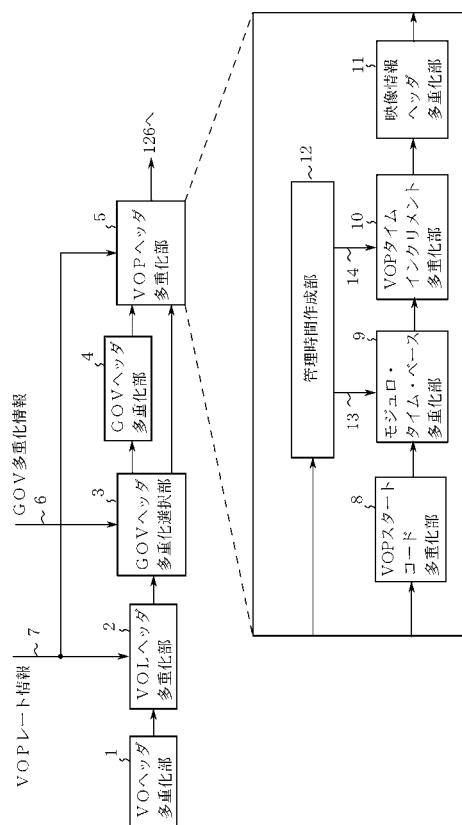 VOPレート情報
7
GOV多重化情報
6
1
VOヘッダ
多重化部
2
VOLヘッダ
多重化部
3
GOVヘッダ
多重化選択部
4
GOVヘッダ
多重化部
5
VOPヘッダ
多重化部
126へ
12
管理時間作成部
13
14
8
VOPスタート
コード
多重化部
9
モジュロ・
タイム・ベース
多重化部
10
VOPタイム
インクリメント
多重化部
11
映像情報
ヘッダ
多重化部